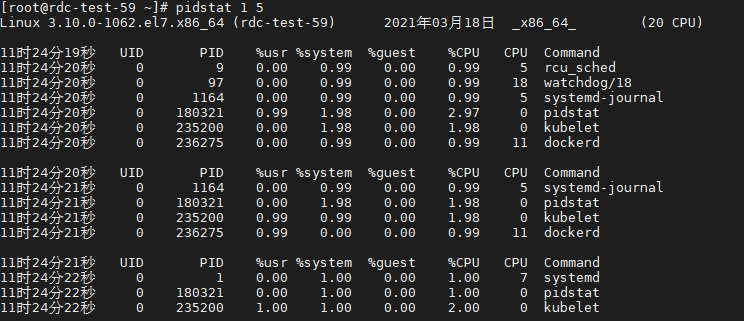 [root@rdc-test-59 ~]# pidstat 1 5
Linux 3.10.0-1062.el7.x86_64 (rdc-test-59) 2021年03月18日 _x86_64_ (20 CPU)

11时24分19秒 UID PID %usr %system %guest %CPU CPU Command
11时24分20秒 0 9 0.00 0.99 0.00 0.99 5 rcu_sched
11时24分20秒 0 97 0.00 0.99 0.00 0.99 18 watchdog/18
11时24分20秒 0 1164 0.00 0.99 0.00 0.99 5 systemd-journal
11时24分20秒 0 180321 0.99 1.98 0.00 2.97 0 pidstat
11时24分20秒 0 235200 0.00 1.98 0.00 1.98 0 kubelet
11时24分20秒 0 236275 0.00 0.99 0.00 0.99 11 dockerd

11时24分20秒 UID PID %usr %system %guest %CPU CPU Command
11时24分21秒 0 1164 0.00 0.99 0.00 0.99 5 systemd-journal
11时24分21秒 0 180321 0.00 1.98 0.00 1.98 0 pidstat
11时24分21秒 0 235200 0.99 0.99 0.00 1.98 0 kubelet
11时24分21秒 0 236275 0.99 0.00 0.00 0.99 11 dockerd

11时24分21秒 UID PID %usr %system %guest %CPU CPU Command
11时24分22秒 0 1 0.00 1.00 0.00 1.00 7 systemd
11时24分22秒 0 180321 0.00 1.00 0.00 1.00 0 pidstat
11时24分22秒 0 235200 1.00 1.00 0.00 2.00 0 kubelet